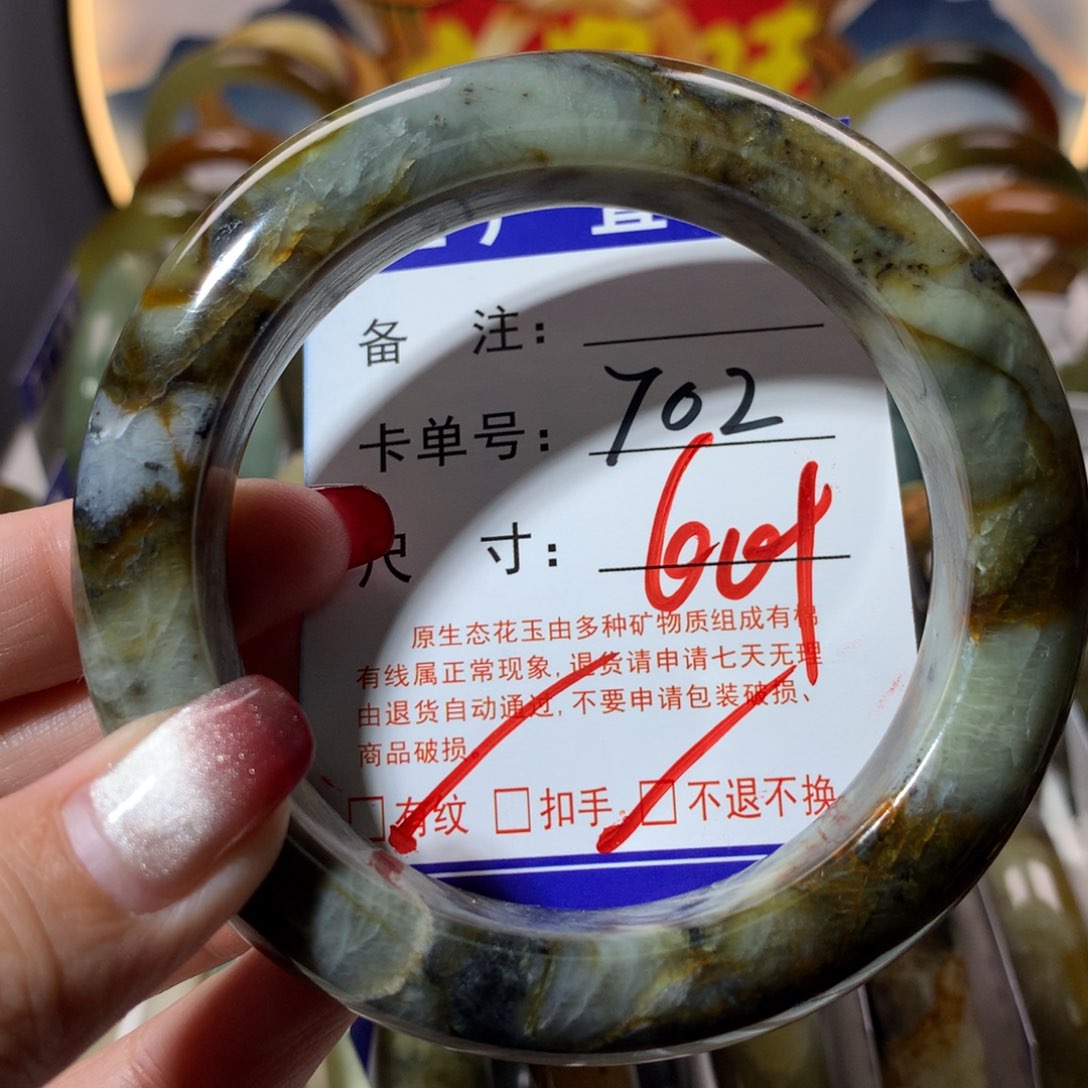 厂 直
备 注：
卡单号： 702
尺 寸：
原生态花玉由多种矿物质组成有棉
有线属正常现象，退货请申请七天无理
由退货自动通过，不要申请包装破损、
商品破损。
□有纹 □扣手 □不退不换